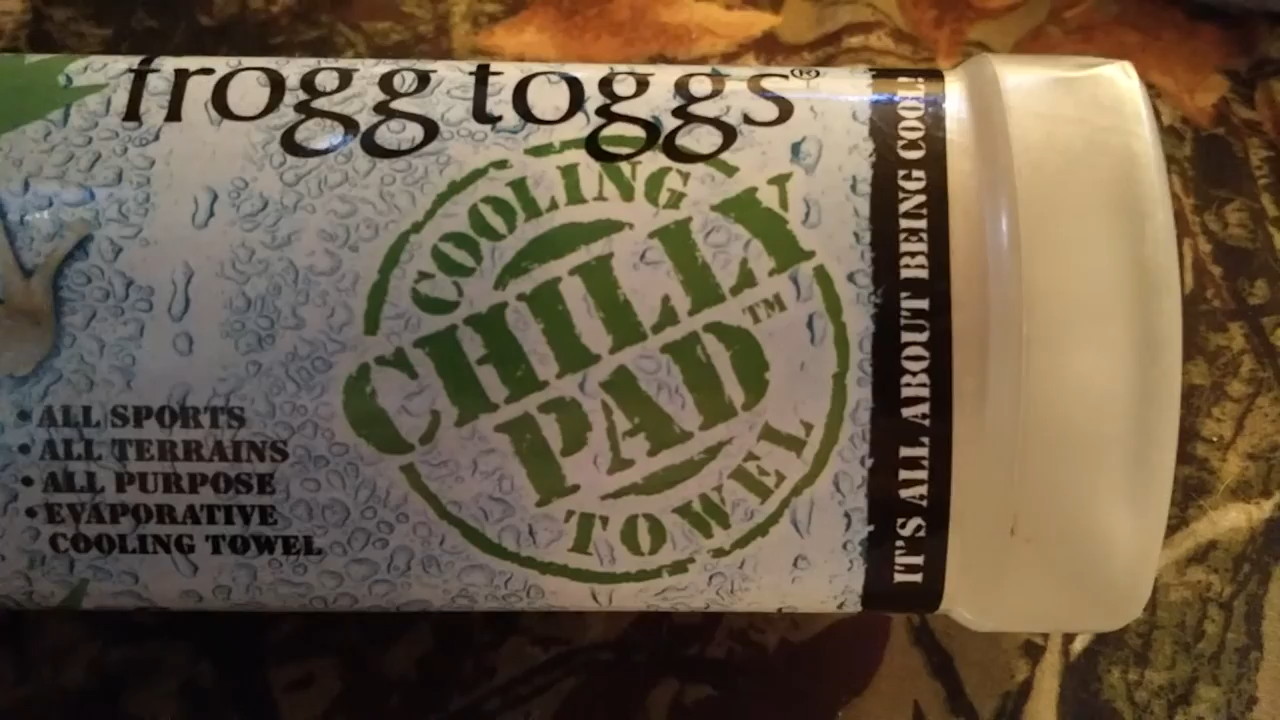 frogg toggs®
COOLING
CHILLY
PAD™
TOWEL
• ALL SPORTS
• ALL TERRAINS
• ALL PURPOSE
• EVAPORATIVE
COOLING TOWEL
IT'S ALL ABOUT BEING COOL!